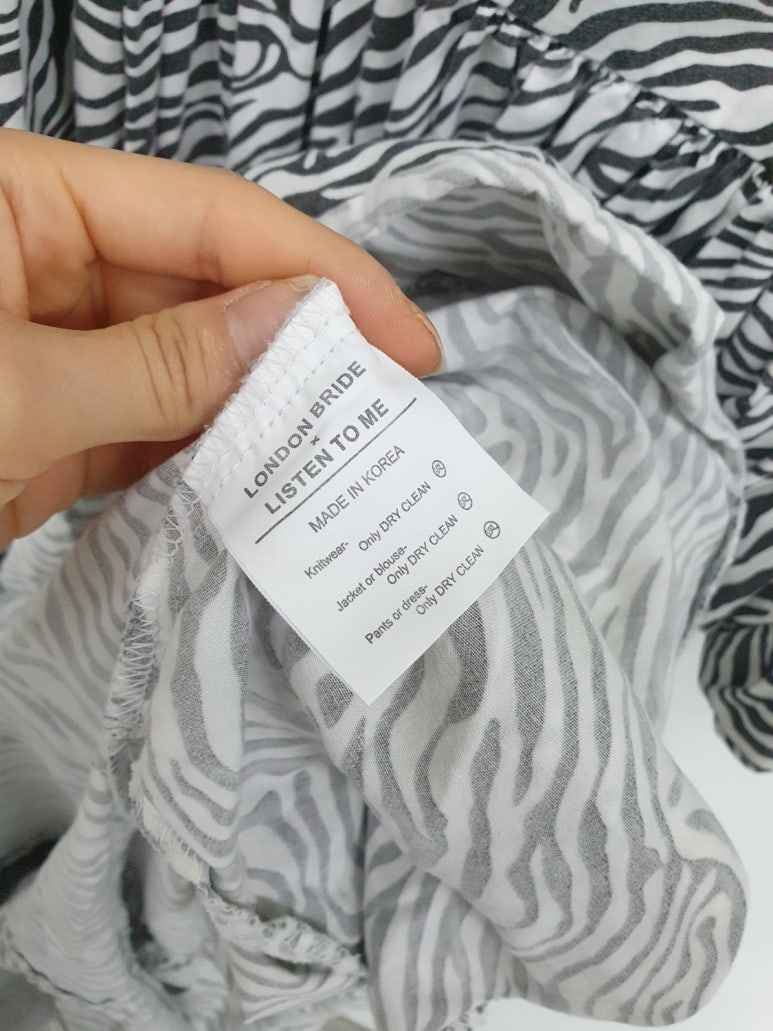 LONDON BRIDE
×
LISTEN TO ME
MADE IN KOREA
Knitwear- Only DRY CLEAN
Jacket or blouse-
Only DRY CLEAN
Pants or dress-
Only DRY CLEAN